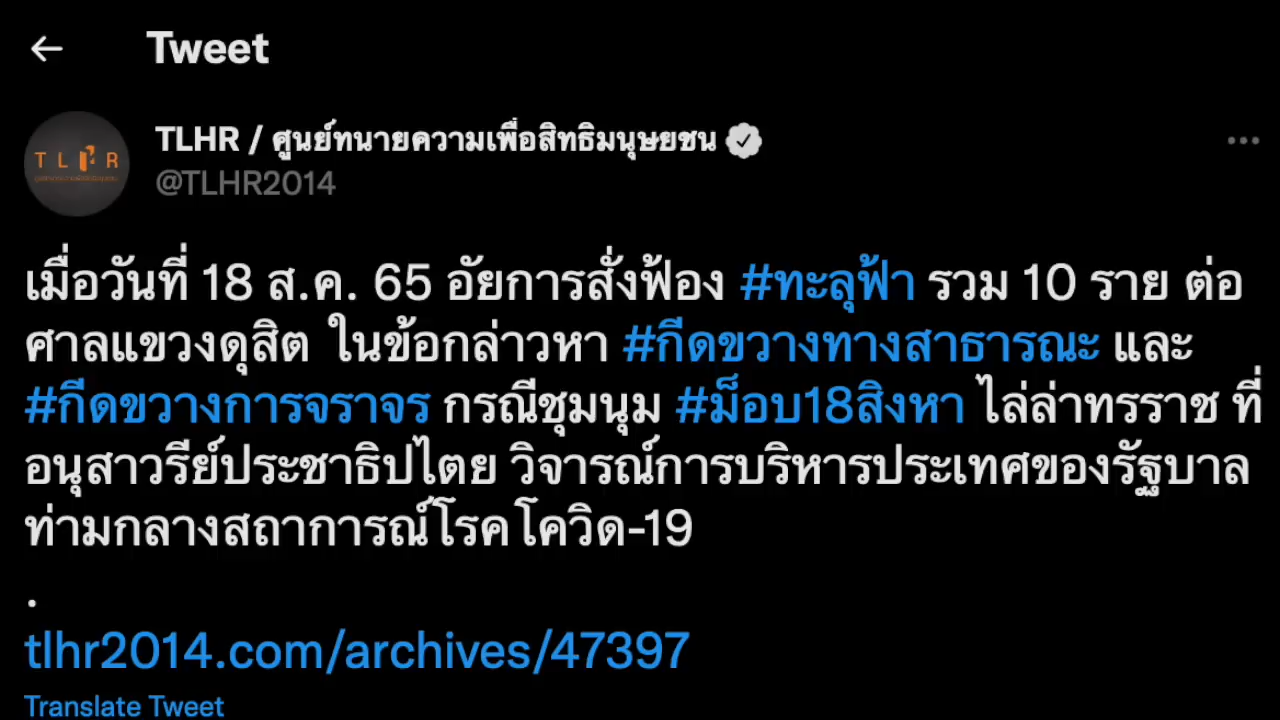 Tweet
TLHR
TLHR / ศูนย์ทนายความเพื่อสิทธิมนุษยชน
@TLHR2014
เมื่อวันที่ 18 ส.ค. 65 อัยการสั่งฟ้อง #ทะลุฟ้า รวม 10 ราย ต่อ
ศาลแขวงดุสิต ในข้อกล่าวหา #กีดขวางทางสาธารณะ และ
#กีดขวางการจราจร กรณีชุมนุม #ม็อบ18สิงหา ไล่ล่าทรราช ที่
อนุสาวรีย์ประชาธิปไตย วิจารณ์การบริหารประเทศของรัฐบาล
ท่ามกลางสถาการณ์โรคโควิด-19
.
tlhr2014.com/archives/47397
Translate Tweet